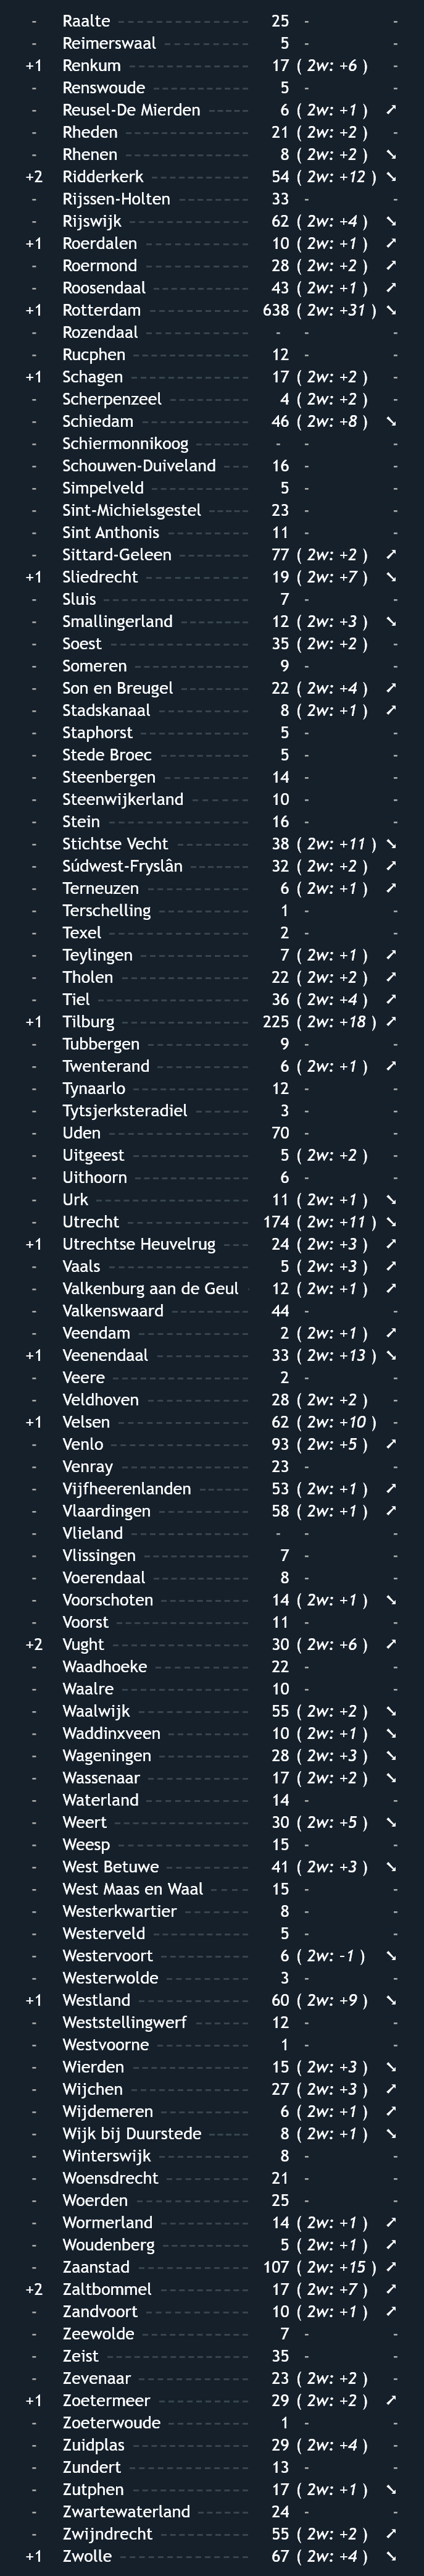 - Raalte 25 - -
- Reimerswaal 5 - -
+1 Renkum 17 ( 2w: +6 ) -
- Renswoude 5 - -
- Reusel-De Mierden 6 ( 2w: +1 ) ➚
- Rheden 21 ( 2w: +2 ) -
- Rhenen 8 ( 2w: +2 ) ➘
+2 Ridderkerk 54 ( 2w: +12 ) ➘
- Rijssen-Holten 33 - -
- Rijswijk 62 ( 2w: +4 ) ➘
+1 Roerdalen 10 ( 2w: +1 ) ➚
- Roermond 28 ( 2w: +2 ) ➚
- Roosendaal 43 ( 2w: +1 ) ➚
+1 Rotterdam 638 ( 2w: +31 ) ➘
- Rozendaal - - -
- Rucphen 12 - -
+1 Schagen 17 ( 2w: +2 ) -
- Scherpenzeel 4 ( 2w: +2 ) -
- Schiedam 46 ( 2w: +8 ) ➘
- Schiermonnikoog - - -
- Schouwen-Duiveland 16 - -
- Simpelveld 5 - -
- Sint-Michielsgestel 23 - -
- Sint Anthonis 11 - -
- Sittard-Geleen 77 ( 2w: +2 ) ➚
+1 Sliedrecht 19 ( 2w: +7 ) ➘
- Sluis 7 - -
- Smallingerland 12 ( 2w: +3 ) ➘
- Soest 35 ( 2w: +2 ) -
- Someren 9 - -
- Son en Breugel 22 ( 2w: +4 ) ➚
- Stadskanaal 8 ( 2w: +1 ) ➚
- Staphorst 5 - -
- Stede Broec 5 - -
- Steenbergen 14 - -
- Steenwijkerland 10 - -
- Stein 16 - -
- Stichtse Vecht 38 ( 2w: +11 ) ➘
- Súdwest-Fryslân 32 ( 2w: +2 ) ➚
- Terneuzen 6 ( 2w: +1 ) ➚
- Terschelling 1 - -
- Texel 2 - -
- Teylingen 7 ( 2w: +1 ) ➚
- Tholen 22 ( 2w: +2 ) ➚
- Tiel 36 ( 2w: +4 ) ➚
+1 Tilburg 225 ( 2w: +18 ) ➚
- Tubbergen 9 - -
- Twenterand 6 ( 2w: +1 ) ➚
- Tynaarlo 12 - -
- Tytsjerksteradiel 3 - -
- Uden 70 - -
- Uitgeest 5 ( 2w: +2 ) -
- Uithoorn 6 - -
- Urk 11 ( 2w: +1 ) ➘
- Utrecht 174 ( 2w: +11 ) ➘
+1 Utrechtse Heuvelrug 24 ( 2w: +3 ) ➚
- Vaals 5 ( 2w: +3 ) ➚
- Valkenburg aan de Geul 12 ( 2w: +1 ) ➚
- Valkenswaard 44 - -
- Veendam 2 ( 2w: +1 ) ➚
+1 Veenendaal 33 ( 2w: +13 ) ➘
- Veere 2 - -
- Veldhoven 28 ( 2w: +2 ) -
+1 Velsen 62 ( 2w: +10 ) -
- Venlo 93 ( 2w: +5 ) ➚
- Venray 23 - -
- Vijfheerenlanden 53 ( 2w: +1 ) ➚
- Vlaardingen 58 ( 2w: +1 ) ➚
- Vlieland - - -
- Vlissingen 7 - -
- Voerendaal 8 - -
- Voorschoten 14 ( 2w: +1 ) ➘
- Voorst 11 - -
+2 Vught 30 ( 2w: +6 ) ➚
- Waadhoeke 22 - -
- Waalre 10 - -
- Waalwijk 55 ( 2w: +2 ) ➘
- Waddinxveen 10 ( 2w: +1 ) ➘
- Wageningen 28 ( 2w: +3 ) ➘
- Wassenaar 17 ( 2w: +2 ) ➘
- Waterland 14 - -
- Weert 30 ( 2w: +5 ) ➘
- Weesp 15 - -
- West Betuwe 41 ( 2w: +3 ) ➘
- West Maas en Waal 15 - -
- Westerkwartier 8 - -
- Westerveld 5 - -
- Westervoort 6 ( 2w: -1 ) ➘
- Westerwolde 3 - -
+1 Westland 60 ( 2w: +9 ) ➘
- Weststellingwerf 12 - -
- Westvoorne 1 - -
- Wierden 15 ( 2w: +3 ) ➘
- Wijchen 27 ( 2w: +3 ) ➚
- Wijdemeren 6 ( 2w: +1 ) ➚
- Wijk bij Duurstede 8 ( 2w: +1 ) ➘
- Winterswijk 8 - -
- Woensdrecht 21 - -
- Woerden 25 - -
- Wormerland 14 ( 2w: +1 ) ➚
- Woudenberg 5 ( 2w: +1 ) ➚
- Zaanstad 107 ( 2w: +15 ) ➚
+2 Zaltbommel 17 ( 2w: +7 ) ➚
- Zandvoort 10 ( 2w: +1 ) ➚
- Zeewolde 7 - -
- Zeist 35 - -
- Zevenaar 23 ( 2w: +2 ) -
+1 Zoetermeer 29 ( 2w: +2 ) ➚
- Zoeterwoude 1 - -
- Zuidplas 29 ( 2w: +4 ) -
- Zundert 13 - -
- Zutphen 17 ( 2w: +1 ) ➘
- Zwartewaterland 24 - -
- Zwijndrecht 55 ( 2w: +2 ) ➚
+1 Zwolle 67 ( 2w: +4 ) ➘